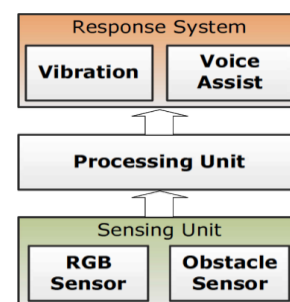 Response System
Vibration
Voice
Assist
Processing Unit
Sensing Unit
RGB
Sensor
Obstacle
Sensor